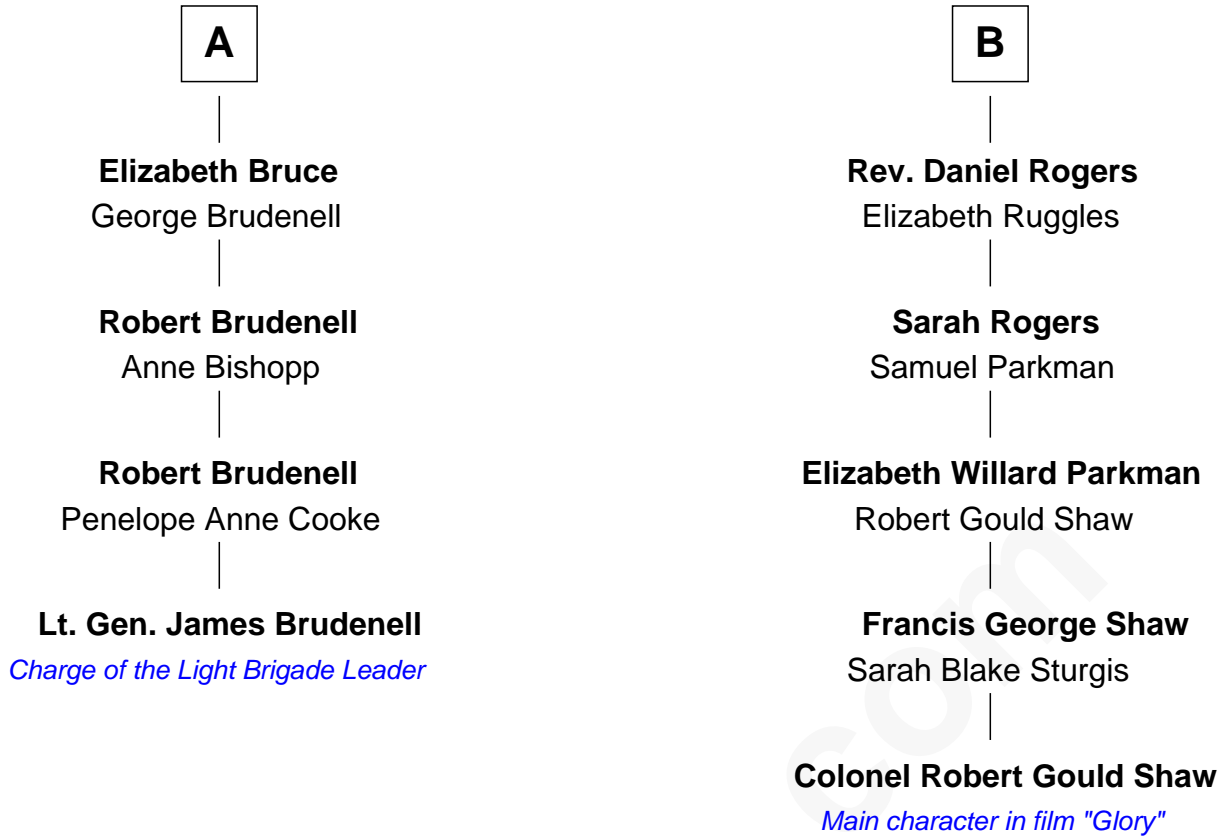 A
Elizabeth Bruce
George Brudenell
Robert Brudenell
Anne Bishopp
Robert Brudenell
Penelope Anne Cooke
Lt. Gen. James Brudenell
Charge of the Light Brigade Leader
B
Rev. Daniel Rogers
Elizabeth Ruggles
Sarah Rogers
Samuel Parkman
Elizabeth Willard Parkman
Robert Gould Shaw
Francis George Shaw
Sarah Blake Sturgis
Colonel Robert Gould Shaw
Main character in film "Glory"
com